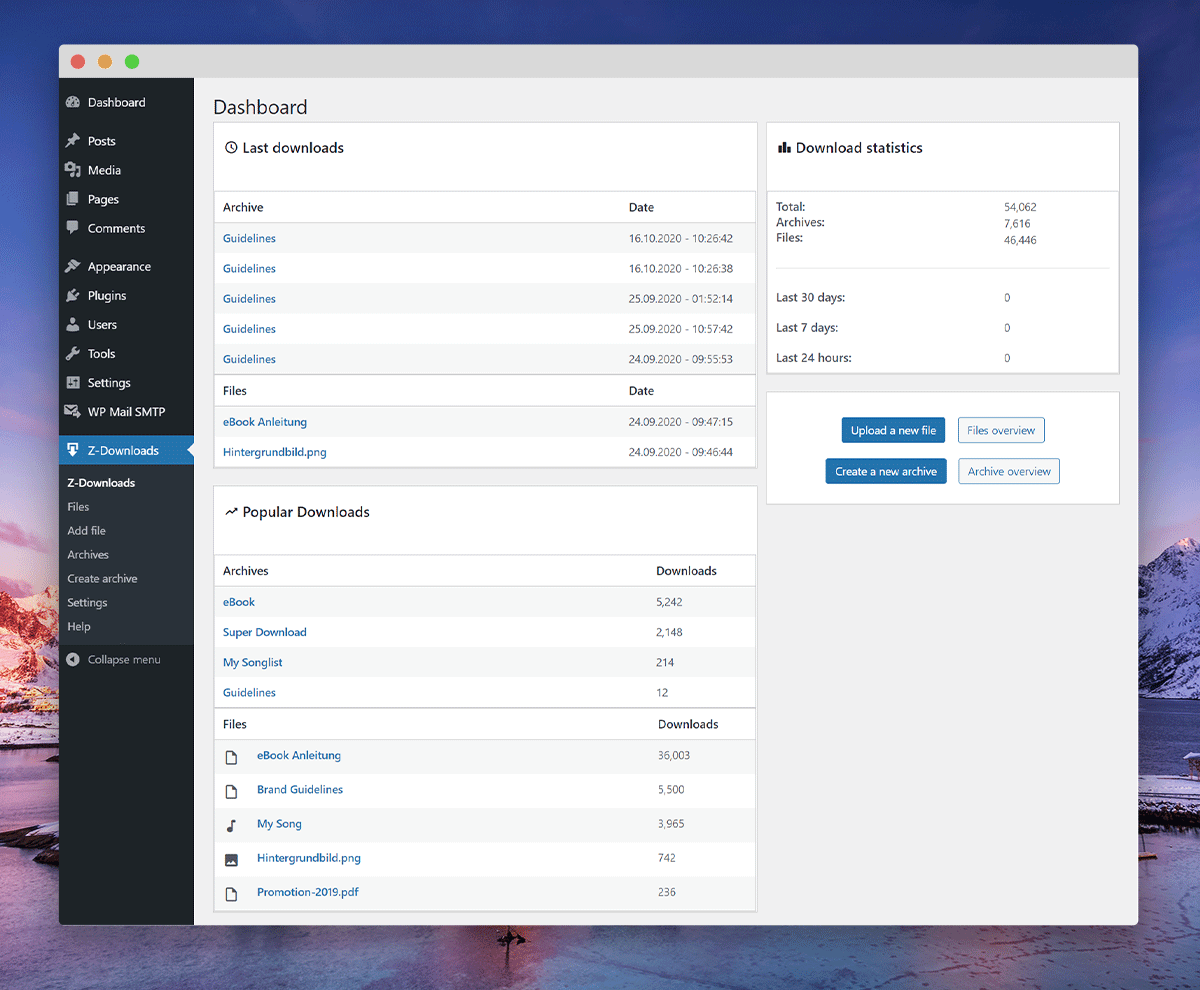 Dashboard
Posts
Media
Pages
Comments
Appearance
Plugins
Users
Tools
Settings
WP Mail SMTP
Z-Downloads
Z-Downloads
Files
Add file
Archives
Create archive
Settings
Help
Collapse menu
Dashboard
Last downloads
Archive Date
Guidelines 16.10.2020 - 10:26:42
Guidelines 16.10.2020 - 10:26:38
Guidelines 25.09.2020 - 01:52:14
Guidelines 25.09.2020 - 10:57:42
Guidelines 24.09.2020 - 09:55:53
Files Date
eBook Anleitung 24.09.2020 - 09:47:15
Hintergrundbild.png 24.09.2020 - 09:46:44
Popular Downloads
Archives Downloads
eBook 5,242
Super Download 2,148
My Songlist 214
Guidelines 12
Files Downloads
eBook Anleitung 36,003
Brand Guidelines 5,500
My Song 3,965
Hintergrundbild.png 742
Promotion-2019.pdf 236
Download statistics
Total: 54,062
Archives: 7,616
Files: 46,446
Last 30 days: 0
Last 7 days: 0
Last 24 hours: 0
Upload a new file Files overview
Create a new archive Archive overview